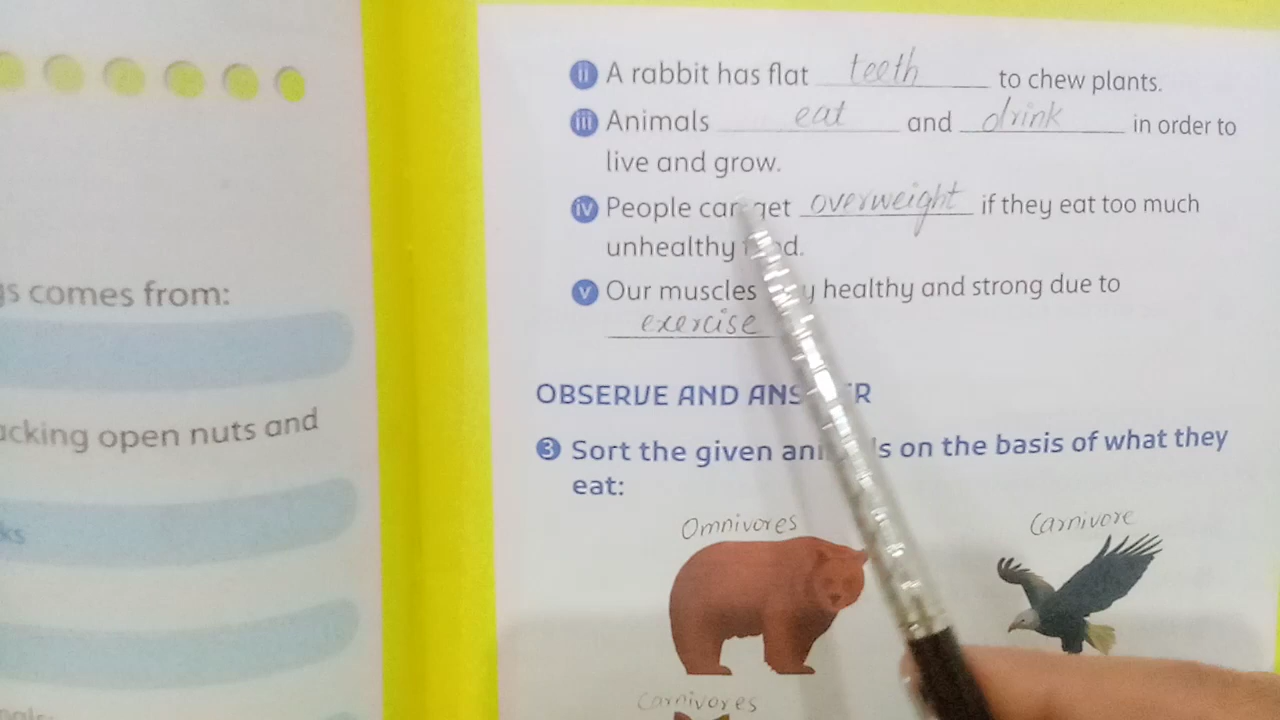 gs comes from:
acking open nuts and
ks
ii A rabbit has flat teeth to chew plants.
iii Animals eat and drink in order to
live and grow.
iv People can get overweight if they eat too much
unhealthy
v Our muscles healthy and strong due to
exercise
OBSERVE AND ANSWER
3 Sort the given on the basis of what they
eat:
Omnivores
Carnivore
Carnivores